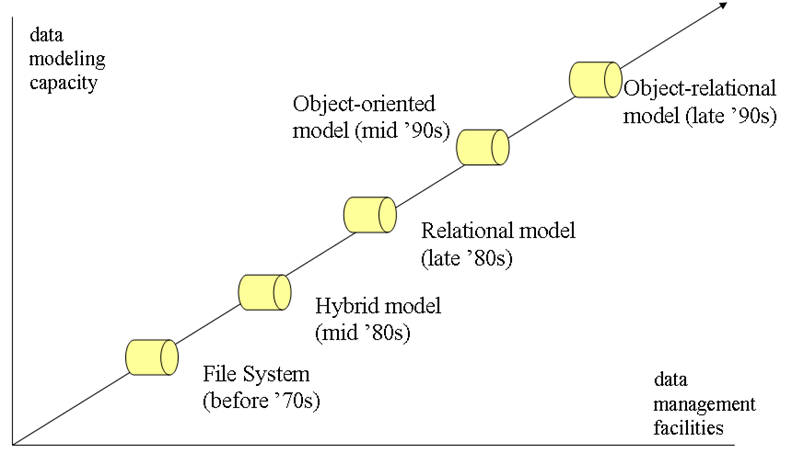 data
modeling
capacity
Object-oriented
model (mid ’90s)
Object-relational
model (late ’90s)
Relational model
(late ’80s)
Hybrid model
(mid ’80s)
File System
(before ’70s)
data
management
facilities